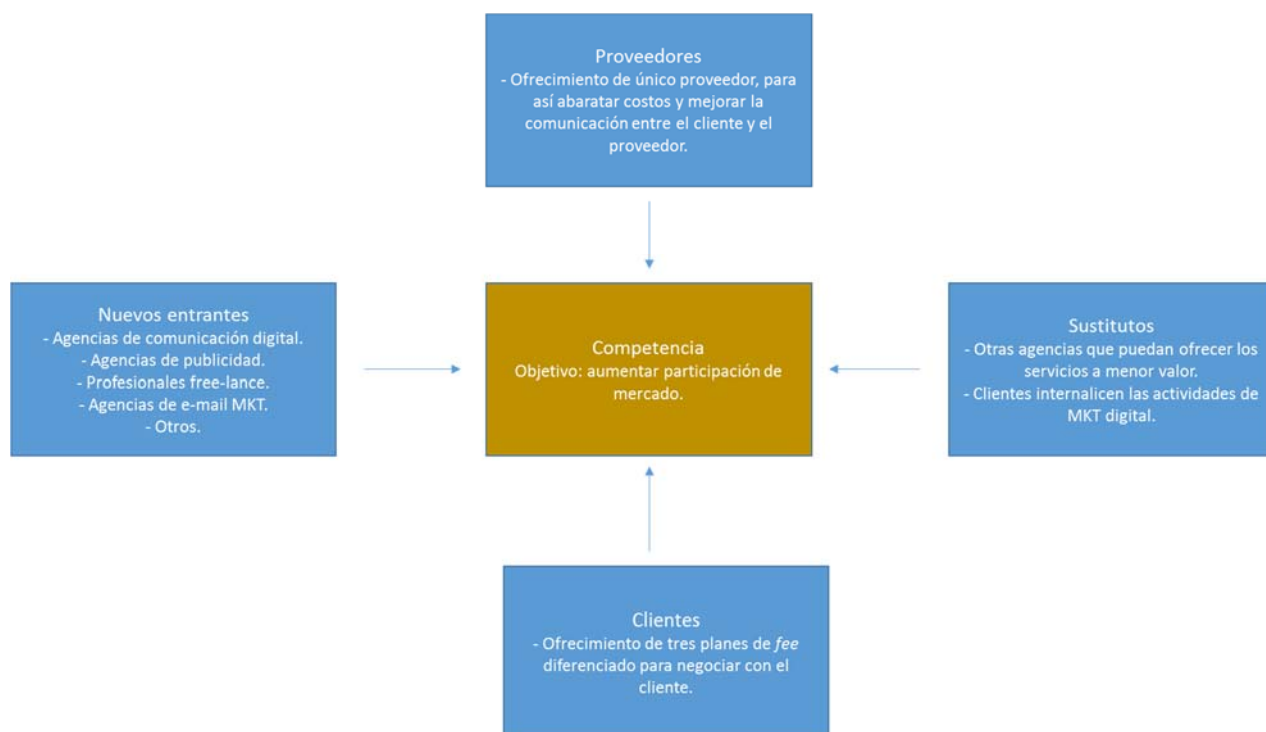 Proveedores
- Ofrecimiento de único proveedor, para
así abaratar costos y mejorar la
comunicación entre el cliente y el
proveedor.
Nuevos entrantes
- Agencias de comunicación digital.
- Agencias de publicidad.
- Profesionales free-lance.
- Agencias de e-mail MKT.
- Otros.
Competencia
Objetivo: aumentar participación de
mercado.
Sustitutos
- Otras agencias que puedan ofrecer los
servicios a menor valor.
- Clientes internalicen las actividades de
MKT digital.
Clientes
- Ofrecimiento de tres planes de fee
diferenciado para negociar con el
cliente.